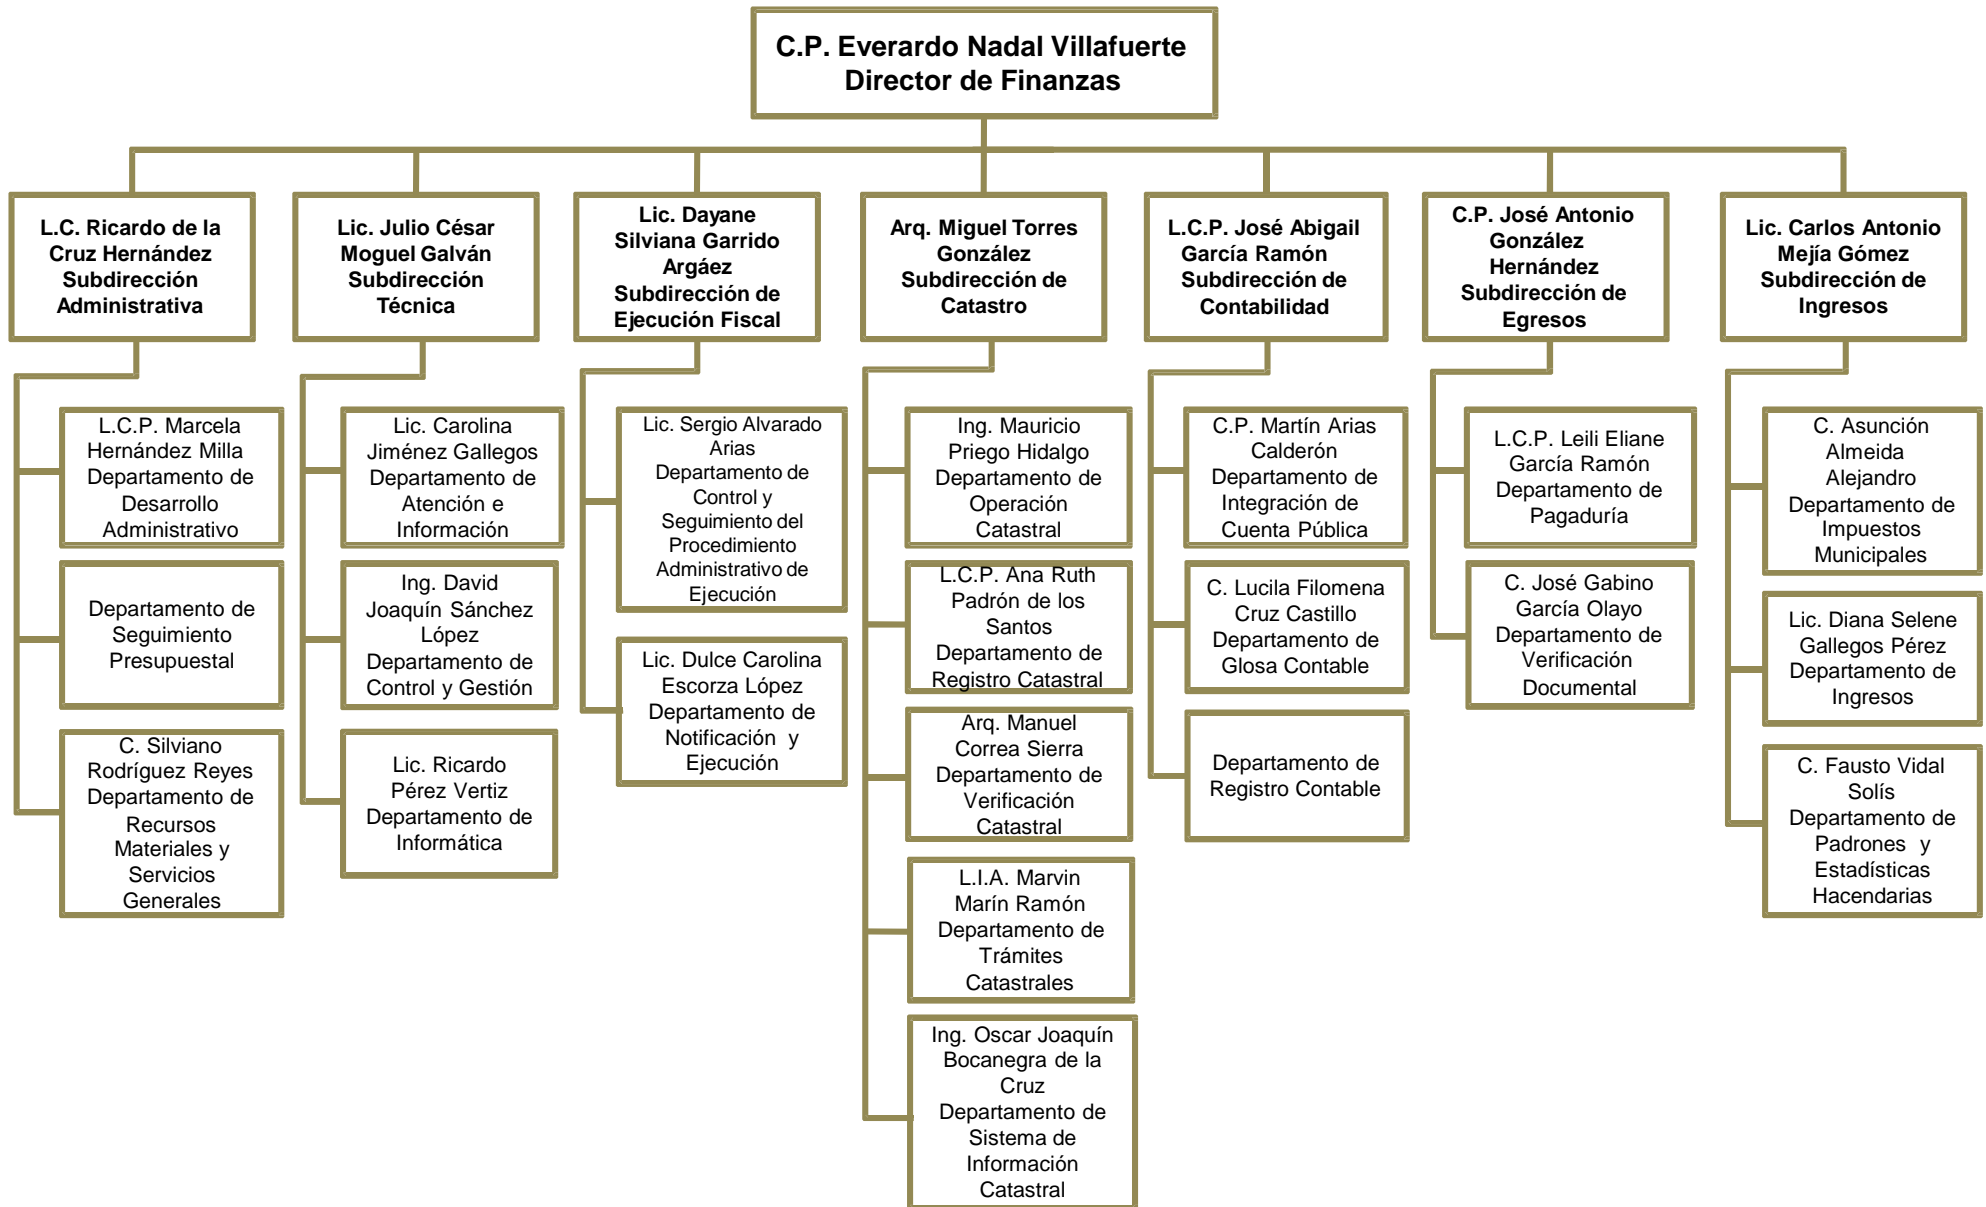 C.P. Everardo Nadal Villafuerte
Director de Finanzas
L.C. Ricardo de la
Cruz Hernández
Subdirección
Administrativa
Lic. Julio César
Moguel Galván
Subdirección
Técnica
Lic. Dayane
Silviana Garrido
Argáez
Subdirección de
Ejecución Fiscal
Arq. Miguel Torres
González
Subdirección de
Catastro
L.C.P. José Abigail
García Ramón
Subdirección de
Contabilidad
C.P. José Antonio
González
Hernández
Subdirección de
Egresos
Lic. Carlos Antonio
Mejía Gómez
Subdirección de
Ingresos
L.C.P. Marcela
Hernández Milla
Departamento de
Desarrollo
Administrativo
Departamento de
Seguimiento
Presupuestal
C. Silviano
Rodríguez Reyes
Departamento de
Recursos
Materiales y
Servicios
Generales
Lic. Carolina
Jiménez Gallegos
Departamento de
Atención e
Información
Ing. David
Joaquín Sánchez
López
Departamento de
Control y Gestión
Lic. Ricardo
Pérez Vertiz
Departamento de
Informática
Lic. Sergio Alvarado
Arias
Departamento de
Control y
Seguimiento del
Procedimiento
Administrativo de
Ejecución
Lic. Dulce Carolina
Escorza López
Departamento de
Notificación y
Ejecución
Ing. Mauricio
Priego Hidalgo
Departamento de
Operación
Catastral
L.C.P. Ana Ruth
Padrón de los
Santos
Departamento de
Registro Catastral
Arq. Manuel
Correa Sierra
Departamento de
Verificación
Catastral
L.I.A. Marvin
Marín Ramón
Departamento de
Trámites
Catastrales
Ing. Oscar Joaquín
Bocanegra de la
Cruz
Departamento de
Sistema de
Información
Catastral
C.P. Martín Arias
Calderón
Departamento de
Integración de
Cuenta Pública
C. Lucila Filomena
Cruz Castillo
Departamento de
Glosa Contable
Departamento de
Registro Contable
L.C.P. Leili Eliane
García Ramón
Departamento de
Pagaduría
C. José Gabino
García Olayo
Departamento de
Verificación
Documental
C. Asunción
Almeida
Alejandro
Departamento de
Impuestos
Municipales
Lic. Diana Selene
Gallegos Pérez
Departamento de
Ingresos
C. Fausto Vidal
Solís
Departamento de
Padrones y
Estadísticas
Hacendarias